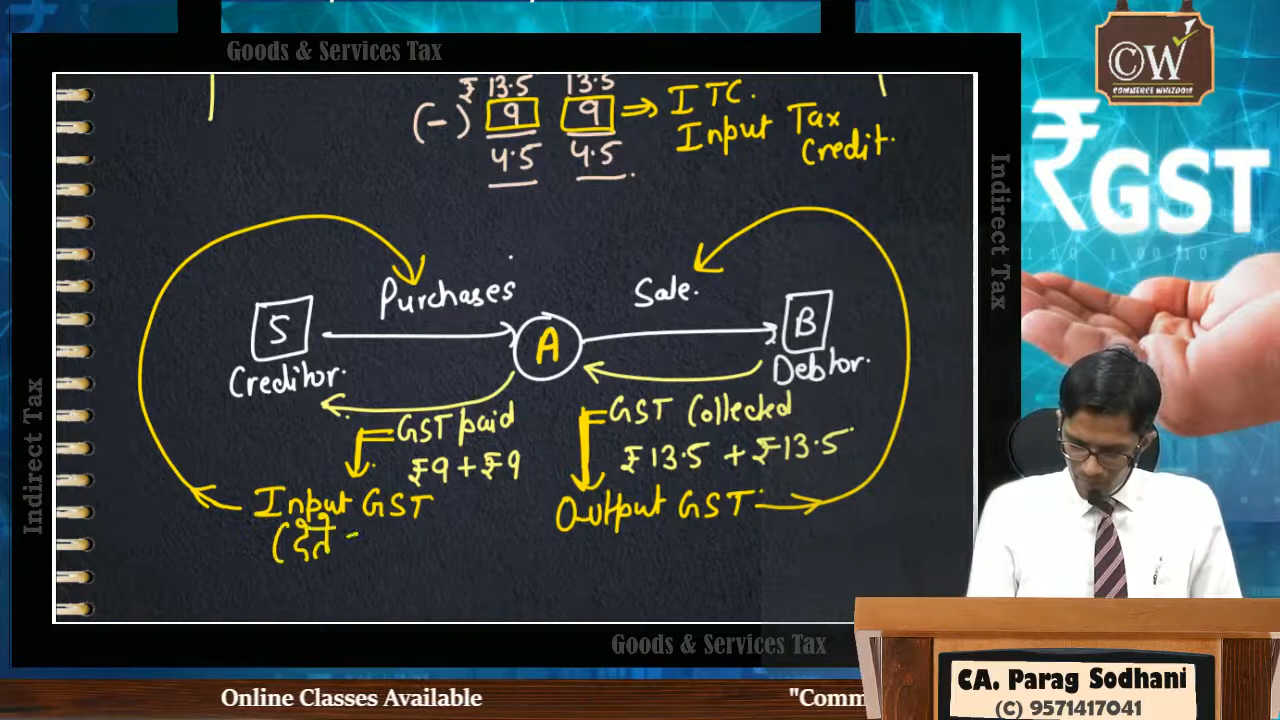 Goods & Services Tax
CW
COMMERCE WHIZDOM
₹ 13.5 13.5
(-) 9 9 ⇒ ITC.
Input Tax
Credit.
4.5 4.5
₹GST
Purchases
Sale.
S
A
B
Creditor.
Debtor.
GST paid
₹9 + ₹9
GST Collected
₹13.5 + ₹13.5
Input GST
(देते -
Output GST
Indirect Tax
Indirect Tax
Goods & Services Tax
CA. Parag Sodhani
(C) 9571417041
Online Classes Available
"Comm